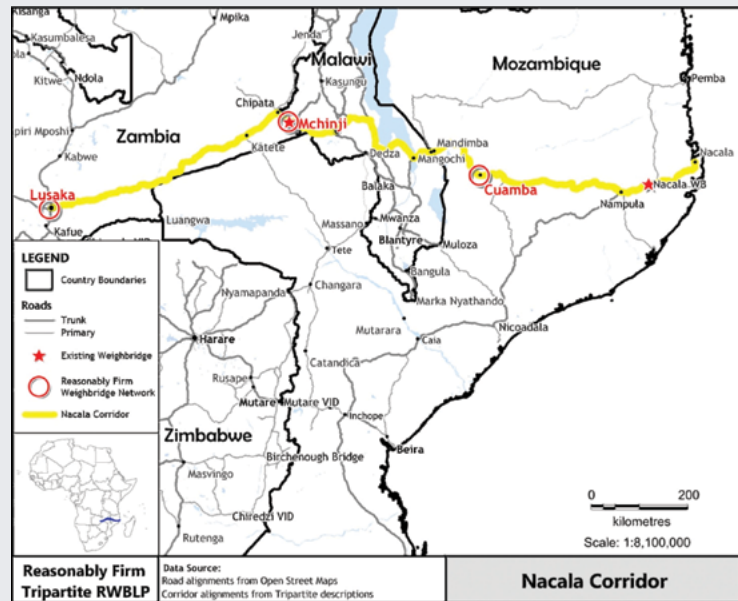 Mpika
Jenda
Kasumbalesa
Malawi
Mozambique
Kitwe
Ndola
Kasungu
Pemba
Chipata
Mchinji
piri Mposhi
Zambia
Katete
Mandimba
Nacala
Kabwe
Dedza
Mangochi
Cuamba
Nacala WB
Lusaka
Balaka
Nampula
Kafue
Luangwa
Massano
Mwanza
Blantyre
Muloza
Tete
Bangula
Nyamapanda
Changara
Marka Nyathando
Mutarara
Nicoadala
Harare
Caia
Catandica
Rusape
Mutare
Mutare VID
Inchope
Zimbabwe
Beira
Birchenough Bridge
Masvingo
Chiredzi VID
Rutenga
LEGEND
Country Boundaries
Roads
Trunk
Primary
Existing Weighbridge
Reasonably Firm
Weighbridge Network
Nacala Corridor
0 200
kilometres
Scale: 1:8,100,000
Reasonably Firm
Tripartite RWBLP
Data Source:
Road alignments from Open Street Maps
Corridor alignments from Tripartite descriptions
Nacala Corridor